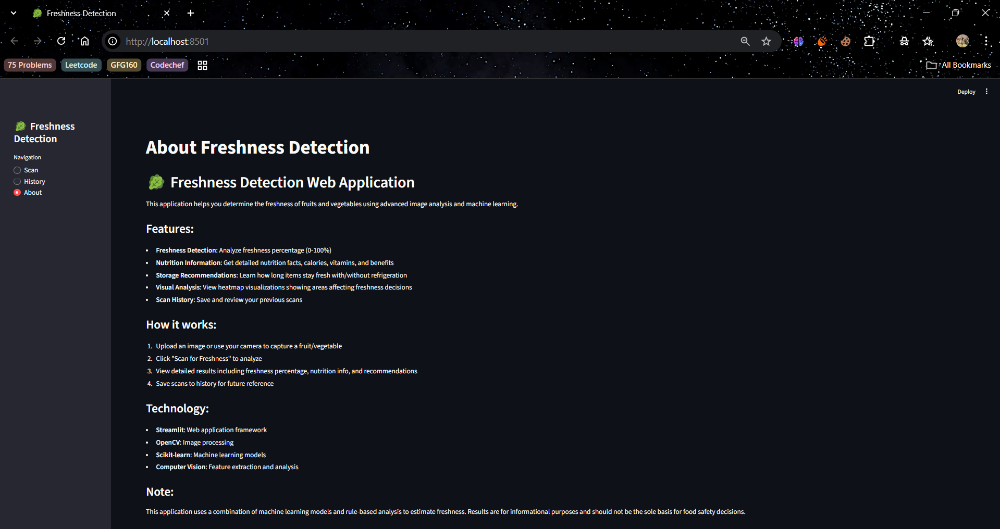 Freshness Detection
http://localhost:8501
75 Problems
Leetcode
GFG160
Codechef
All Bookmarks
Deploy
Freshness
Detection
Navigation
Scan
History
About
About Freshness Detection
Freshness Detection Web Application
This application helps you determine the freshness of fruits and vegetables using advanced image analysis and machine learning.
Features:
• Freshness Detection: Analyze freshness percentage (0-100%)
• Nutrition Information: Get detailed nutrition facts, calories, vitamins, and benefits
• Storage Recommendations: Learn how long items stay fresh with/without refrigeration
• Visual Analysis: View heatmap visualizations showing areas affecting freshness decisions
• Scan History: Save and review your previous scans
How it works:
1. Upload an image or use your camera to capture a fruit/vegetable
2. Click "Scan for Freshness" to analyze
3. View detailed results including freshness percentage, nutrition info, and recommendations
4. Save scans to history for future reference
Technology:
• Streamlit: Web application framework
• OpenCV: Image processing
• Scikit-learn: Machine learning models
• Computer Vision: Feature extraction and analysis
Note:
This application uses a combination of machine learning models and rule-based analysis to estimate freshness. Results are for informational purposes and should not be the sole basis for food safety decisions.